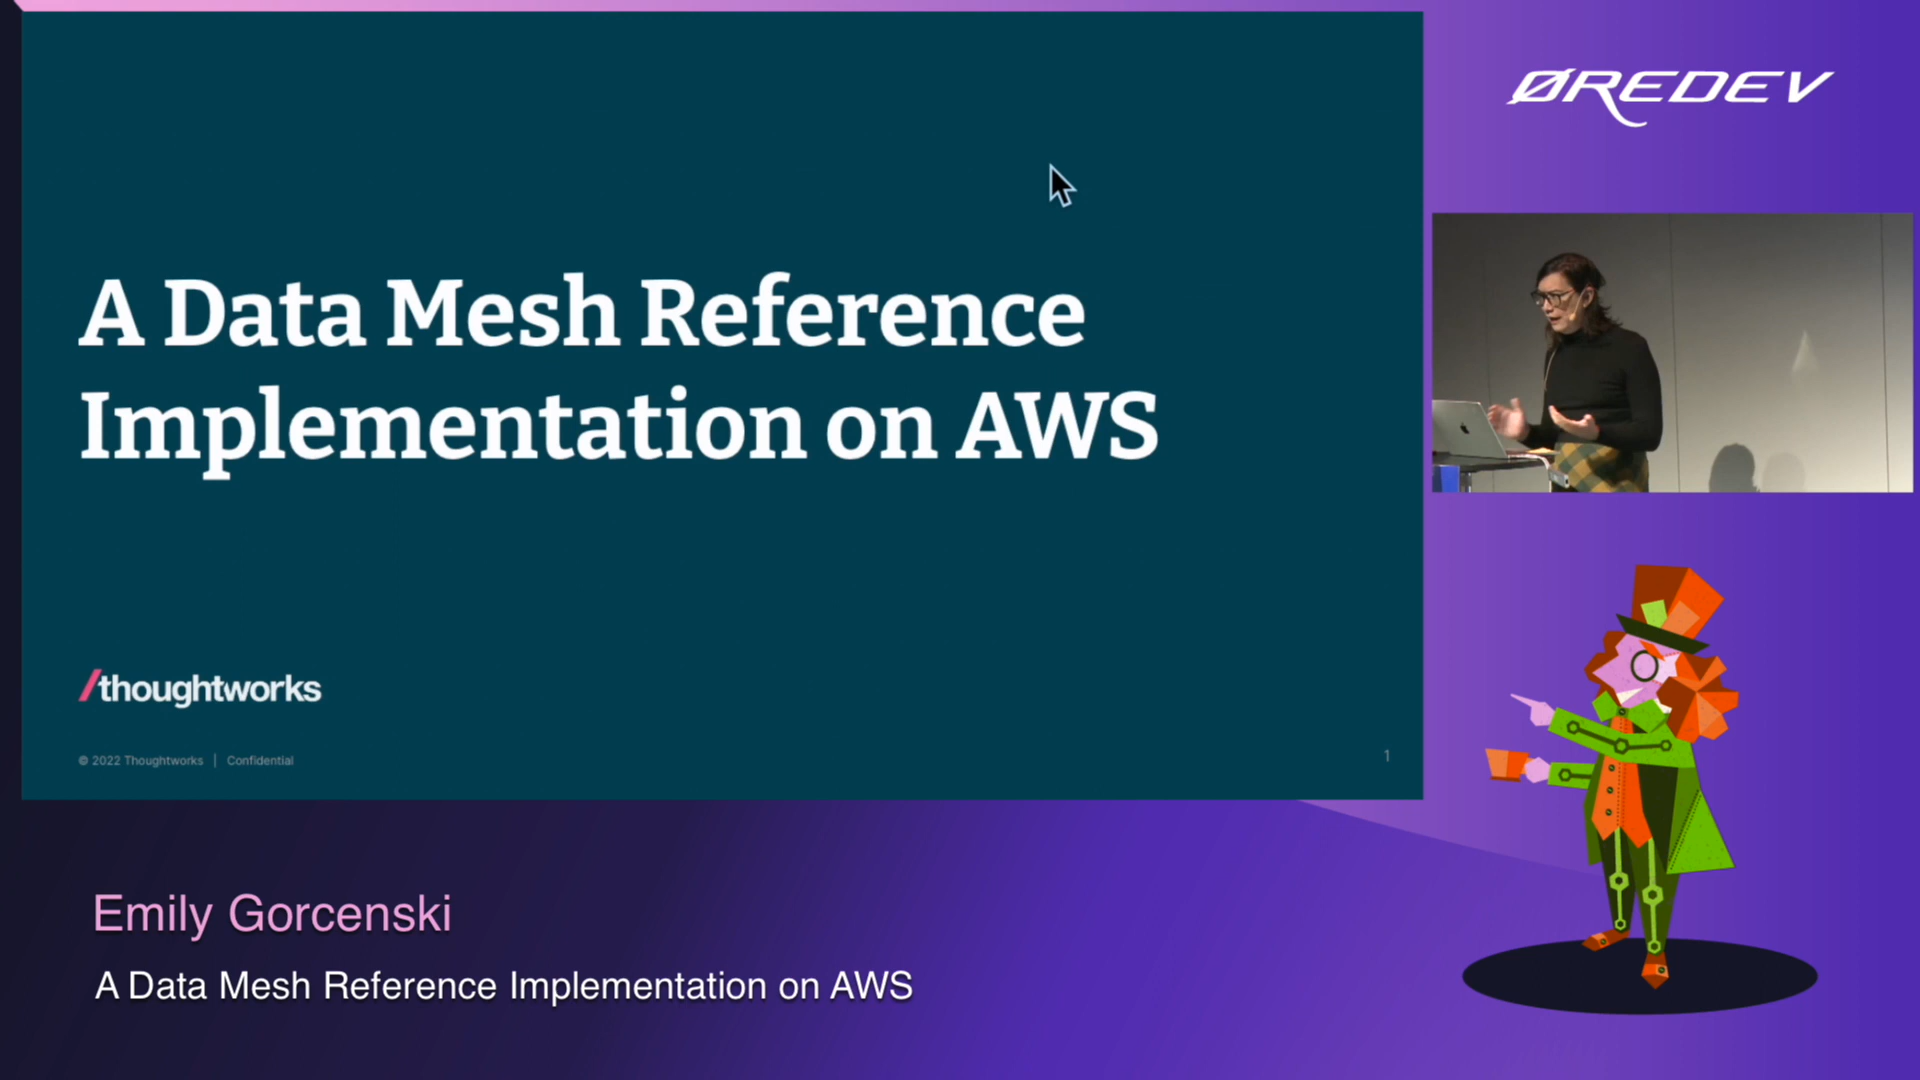 A Data Mesh Reference
Implementation on AWS
/thoughtworks
© 2022 Thoughtworks | Confidential
1
ØREDEV
Emily Gorcenski
A Data Mesh Reference Implementation on AWS